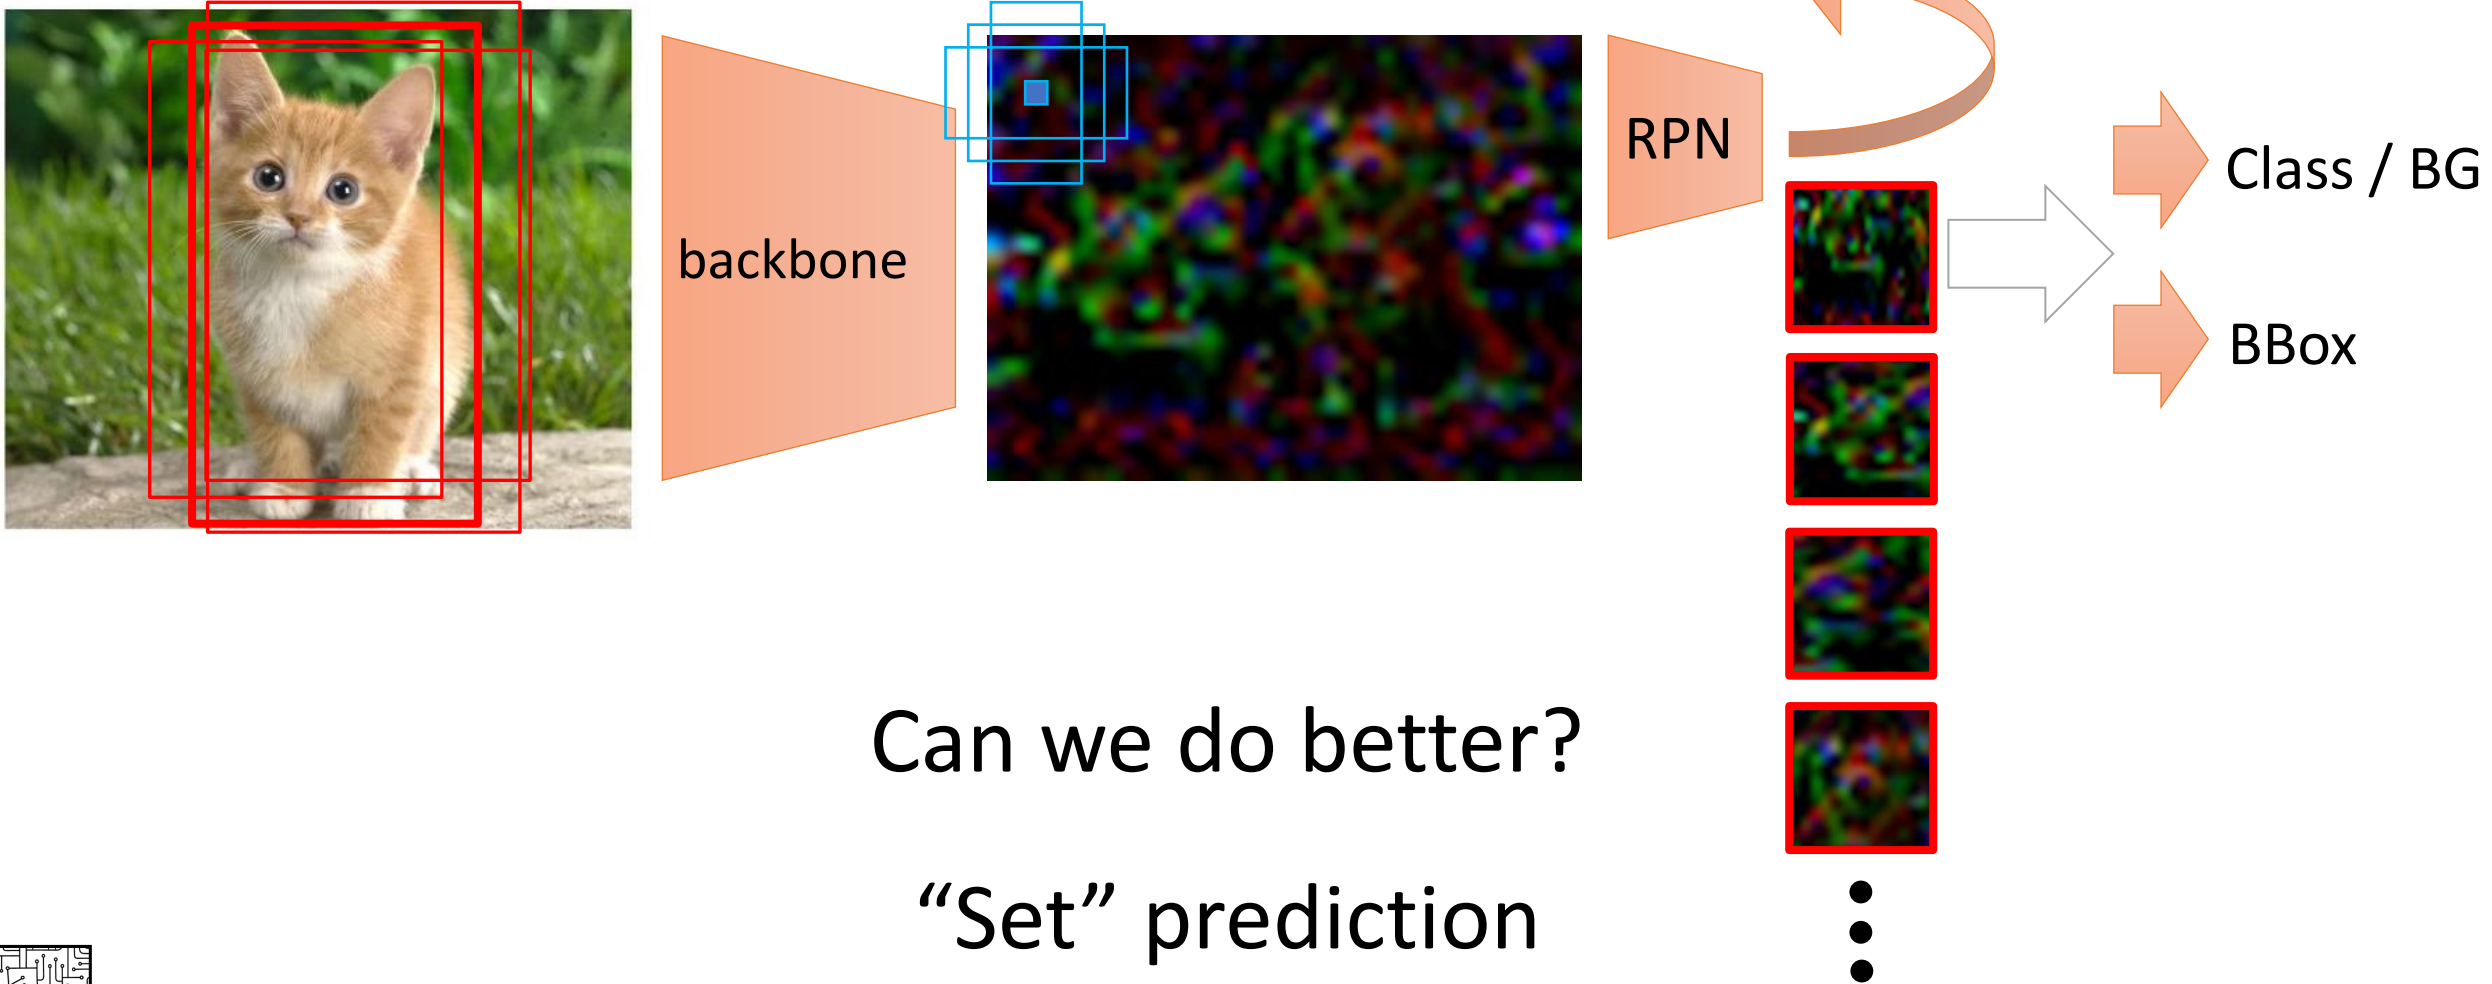 backbone
RPN
Class / BG
BBox
Can we do better?
“Set” prediction